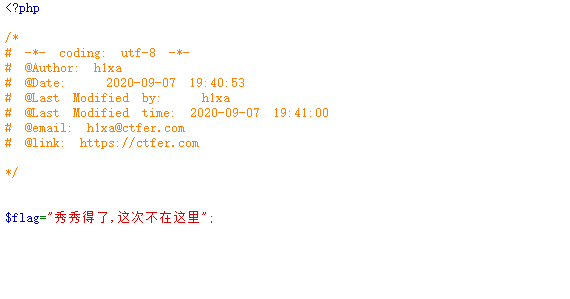 <?php
/*
# -*- coding: utf-8 -*-
# @Author: h1xa
# @Date: 2020-09-07 19:40:53
# @Last Modified by: h1xa
# @Last Modified time: 2020-09-07 19:41:00
# @email: h1xa@ctfer.com
# @link: https://ctfer.com
*/
$flag="秀秀得了,这次不在这里";